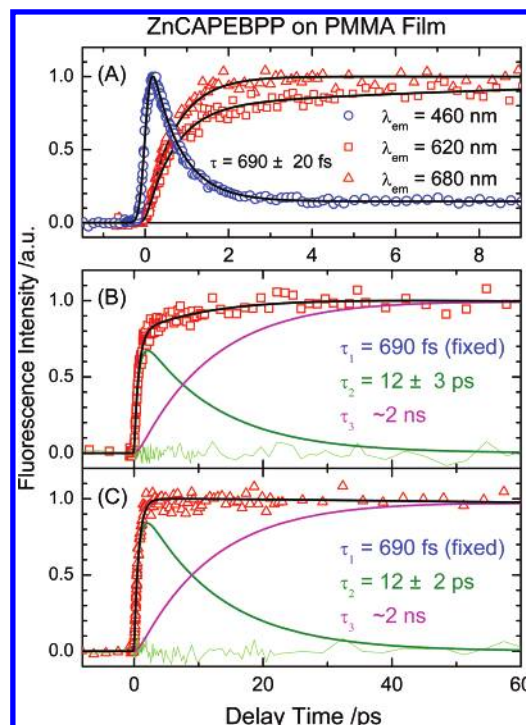 ZnCAPEBPP on PMMA Film
(A)
1.0
0.5
0.0
τ = 690 ± 20 fs
λem = 460 nm
λem = 620 nm
λem = 680 nm
0 2 4 6 8
Fluorescence Intensity /a.u.
(B)
1.0
0.5
0.0
τ1 = 690 fs (fixed)
τ2 = 12 ± 3 ps
τ3 ~2 ns
(C)
1.0
0.5
0.0
τ1 = 690 fs (fixed)
τ2 = 12 ± 2 ps
τ3 ~2 ns
0 20 40 60
Delay Time /ps